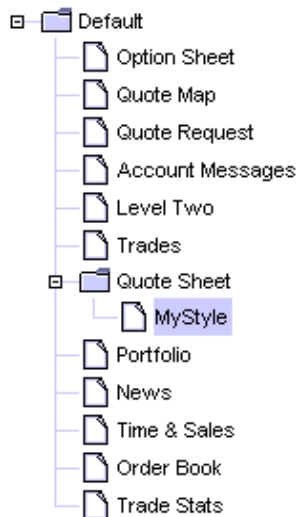 Default
Option Sheet
Quote Map
Quote Request
Account Messages
Level Two
Trades
Quote Sheet
MyStyle
Portfolio
News
Time & Sales
Order Book
Trade Stats